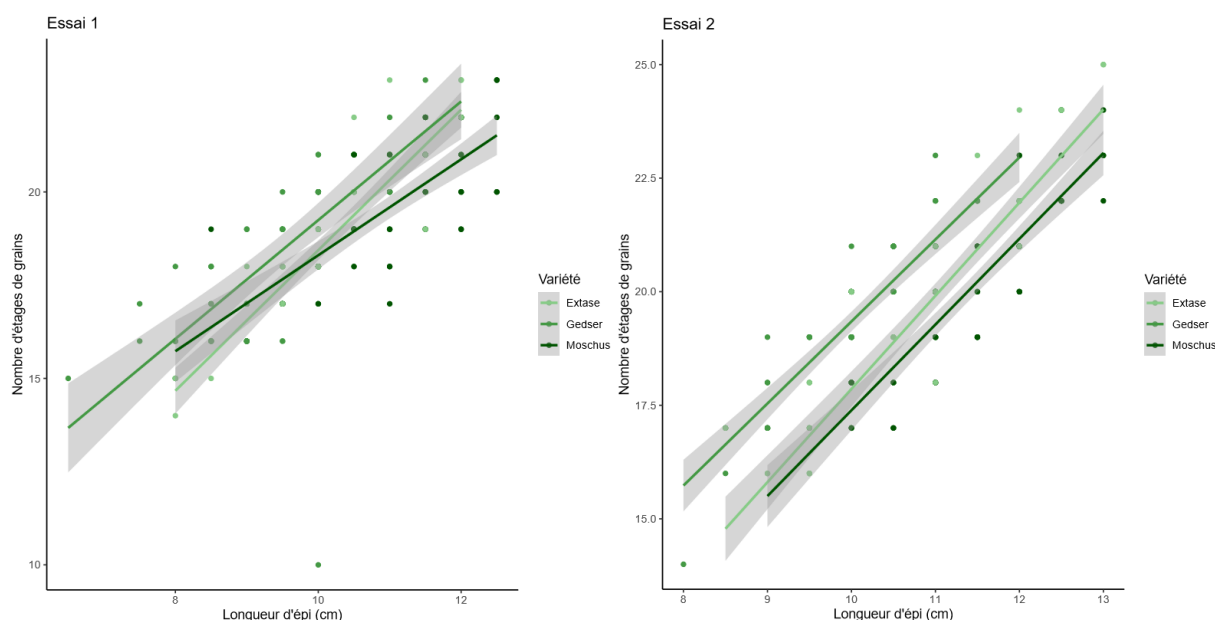 Essai 1
Nombre d'étages de grains
20
15
10
8
10
12
Longueur d'épi (cm)
Variété
Extase
Gedser
Moschus
Essai 2
Nombre d'étages de grains
25.0
22.5
20.0
17.5
15.0
8
9
10
11
12
13
Longueur d'épi (cm)
Variété
Extase
Gedser
Moschus